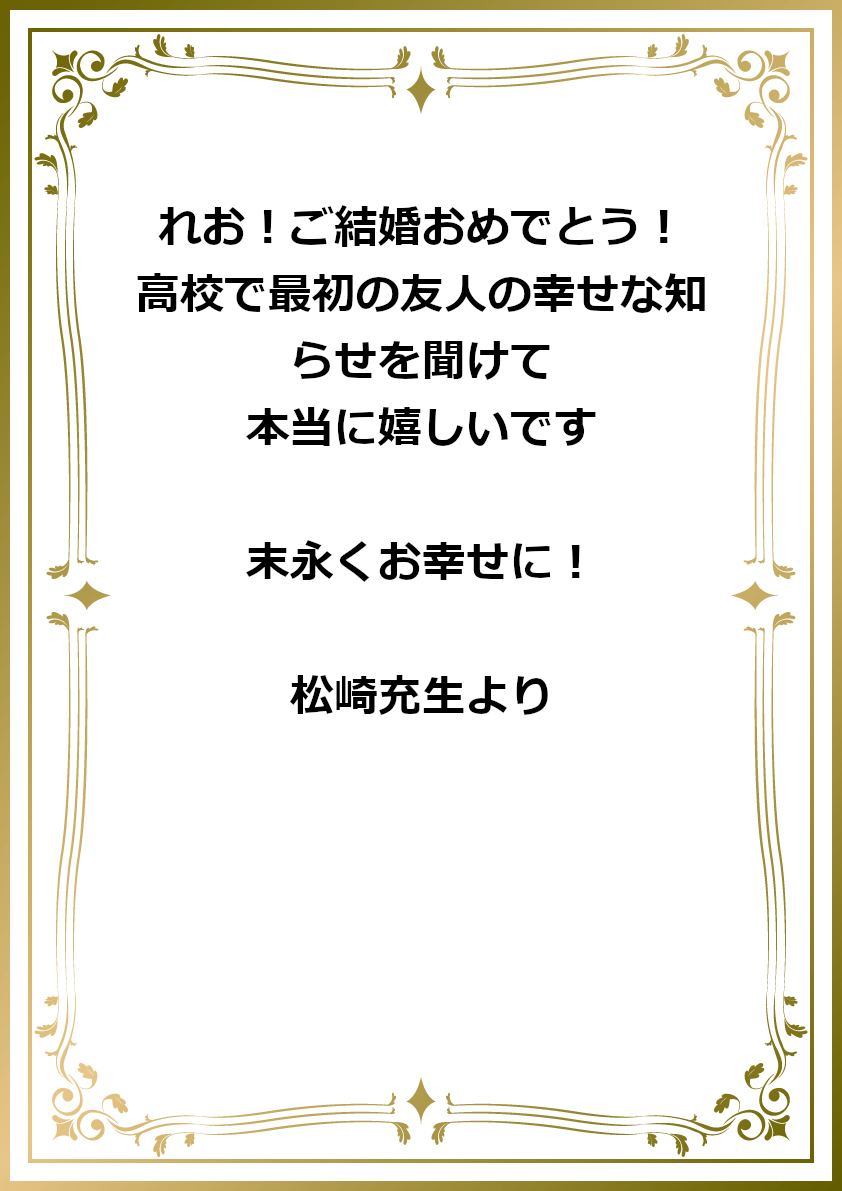 れお！ご結婚おめでとう！
高校で最初の友人の幸せな知
らせを聞けて
本当に嬉しいです
末永くお幸せに！
松崎充生より